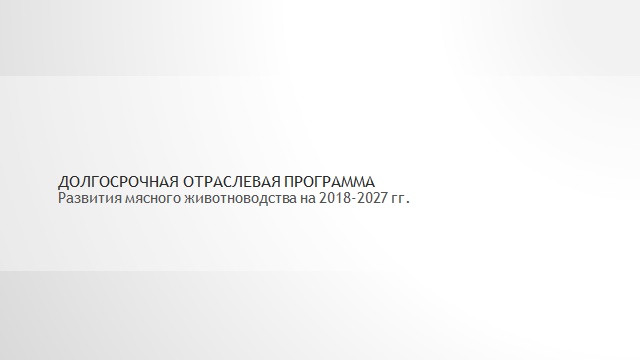 ДОЛГОСРОЧНАЯ ОТРАСЛЕВАЯ ПРОГРАММА
Развития мясного животноводства на 2018-2027 гг.